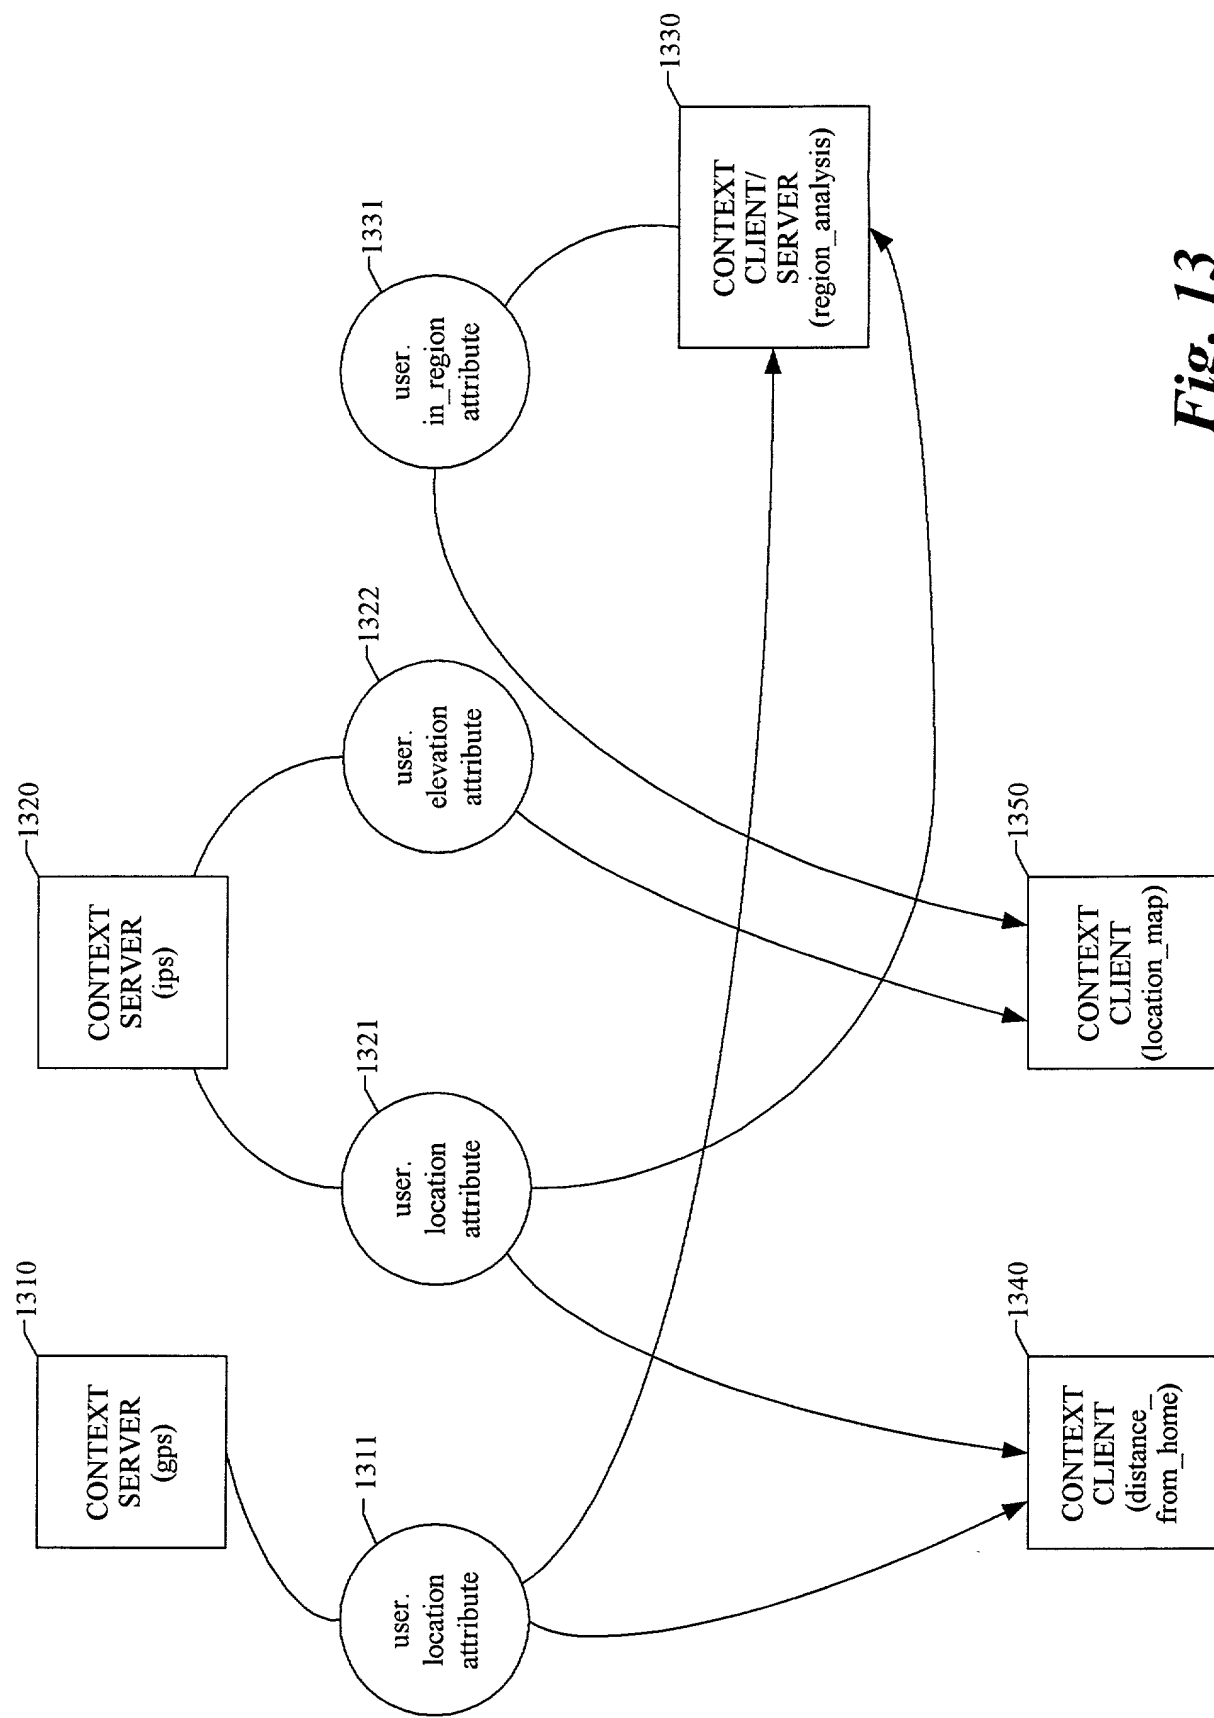 1310
CONTEXT
SERVER
(gps)
1320
CONTEXT
SERVER
(ips)
1311
user.
location
attribute
1321
user.
location
attribute
1322
user.
elevation
attribute
1331
user.
in_region
attribute
1330
CONTEXT
CLIENT/
SERVER
(region_analysis)
1340
CONTEXT
CLIENT
(distance_
from_home)
1350
CONTEXT
CLIENT
(location_map)
Fig. 13